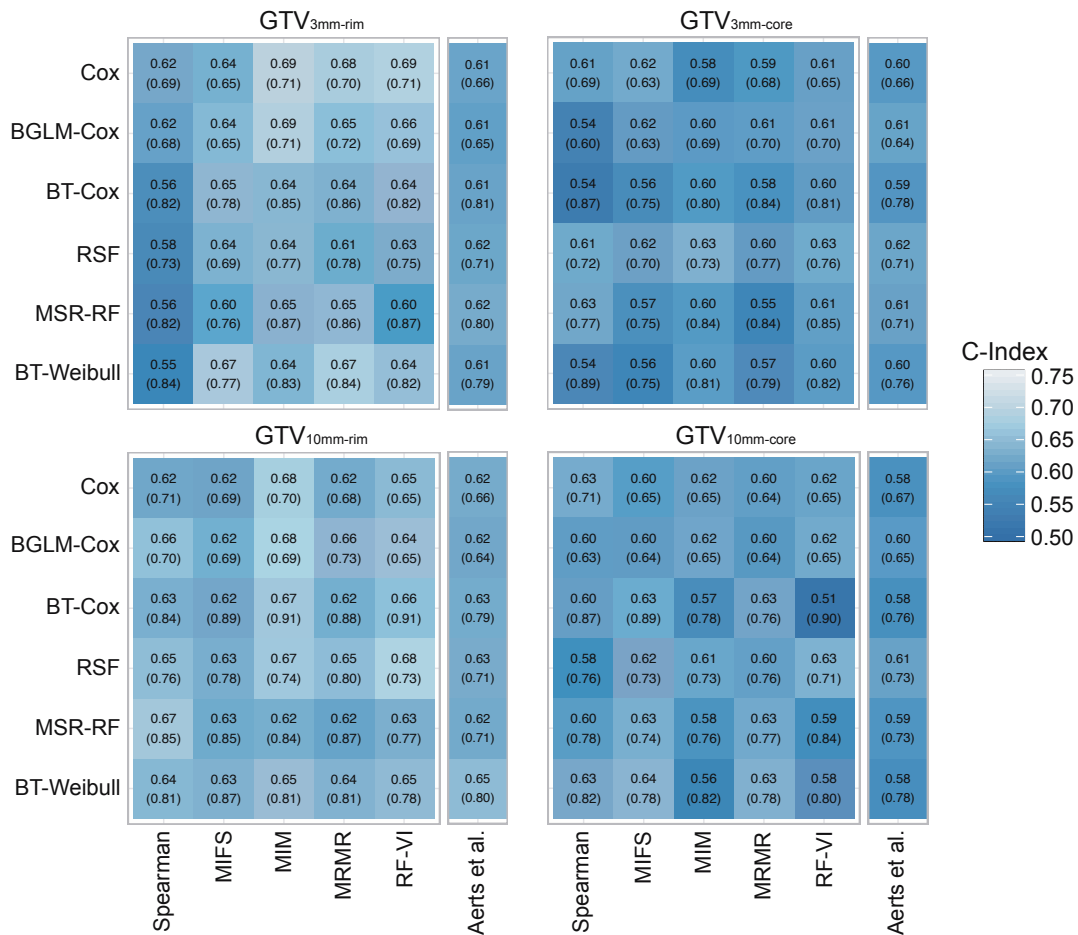 GTV3mm-rim
GTV3mm-core
Cox
0.62 0.64 0.69 0.68 0.69 0.61 0.61 0.62 0.58 0.59 0.61 0.60
(0.69) (0.65) (0.71) (0.70) (0.71) (0.66) (0.69) (0.63) (0.69) (0.68) (0.65) (0.66)
BGLM-Cox
0.62 0.64 0.69 0.65 0.66 0.61 0.54 0.62 0.60 0.61 0.61 0.61
(0.68) (0.65) (0.71) (0.72) (0.69) (0.65) (0.60) (0.63) (0.69) (0.70) (0.70) (0.64)
BT-Cox
0.56 0.65 0.64 0.64 0.64 0.61 0.54 0.56 0.60 0.58 0.60 0.59
(0.82) (0.78) (0.85) (0.86) (0.82) (0.81) (0.87) (0.75) (0.80) (0.84) (0.81) (0.78)
RSF
0.58 0.64 0.64 0.61 0.63 0.62 0.61 0.62 0.63 0.60 0.63 0.62
(0.73) (0.69) (0.77) (0.78) (0.75) (0.71) (0.72) (0.70) (0.73) (0.77) (0.76) (0.71)
MSR-RF
0.56 0.60 0.65 0.65 0.60 0.62 0.63 0.57 0.60 0.55 0.61 0.61
(0.82) (0.76) (0.87) (0.86) (0.87) (0.80) (0.77) (0.75) (0.84) (0.84) (0.85) (0.71)
BT-Weibull
0.55 0.67 0.64 0.67 0.64 0.61 0.54 0.56 0.60 0.57 0.60 0.60
(0.84) (0.77) (0.83) (0.84) (0.82) (0.79) (0.89) (0.75) (0.81) (0.79) (0.82) (0.76)
C-Index
0.75
0.70
0.65
0.60
0.55
0.50
GTV10mm-rim
GTV10mm-core
Cox
0.62 0.62 0.68 0.62 0.65 0.62 0.63 0.60 0.62 0.60 0.62 0.58
(0.71) (0.69) (0.70) (0.68) (0.65) (0.66) (0.71) (0.65) (0.65) (0.64) (0.65) (0.67)
BGLM-Cox
0.66 0.62 0.68 0.66 0.64 0.62 0.60 0.60 0.62 0.60 0.62 0.60
(0.70) (0.69) (0.69) (0.73) (0.65) (0.64) (0.63) (0.64) (0.65) (0.64) (0.65) (0.65)
BT-Cox
0.63 0.62 0.67 0.62 0.66 0.63 0.60 0.63 0.57 0.63 0.51 0.58
(0.84) (0.89) (0.91) (0.88) (0.91) (0.79) (0.87) (0.89) (0.78) (0.76) (0.90) (0.76)
RSF
0.65 0.63 0.67 0.65 0.68 0.63 0.58 0.62 0.61 0.60 0.63 0.61
(0.76) (0.78) (0.74) (0.80) (0.73) (0.71) (0.76) (0.73) (0.73) (0.76) (0.71) (0.73)
MSR-RF
0.67 0.63 0.62 0.62 0.63 0.62 0.60 0.63 0.58 0.63 0.59 0.59
(0.85) (0.85) (0.84) (0.87) (0.77) (0.71) (0.78) (0.74) (0.76) (0.77) (0.84) (0.73)
BT-Weibull
0.64 0.63 0.65 0.64 0.65 0.65 0.63 0.64 0.56 0.63 0.58 0.58
(0.81) (0.87) (0.81) (0.81) (0.78) (0.80) (0.82) (0.78) (0.82) (0.78) (0.80) (0.78)
Spearman
MIFS
MIM
MRMR
RF-VI
Aerts et al.
Spearman
MIFS
MIM
MRMR
RF-VI
Aerts et al.